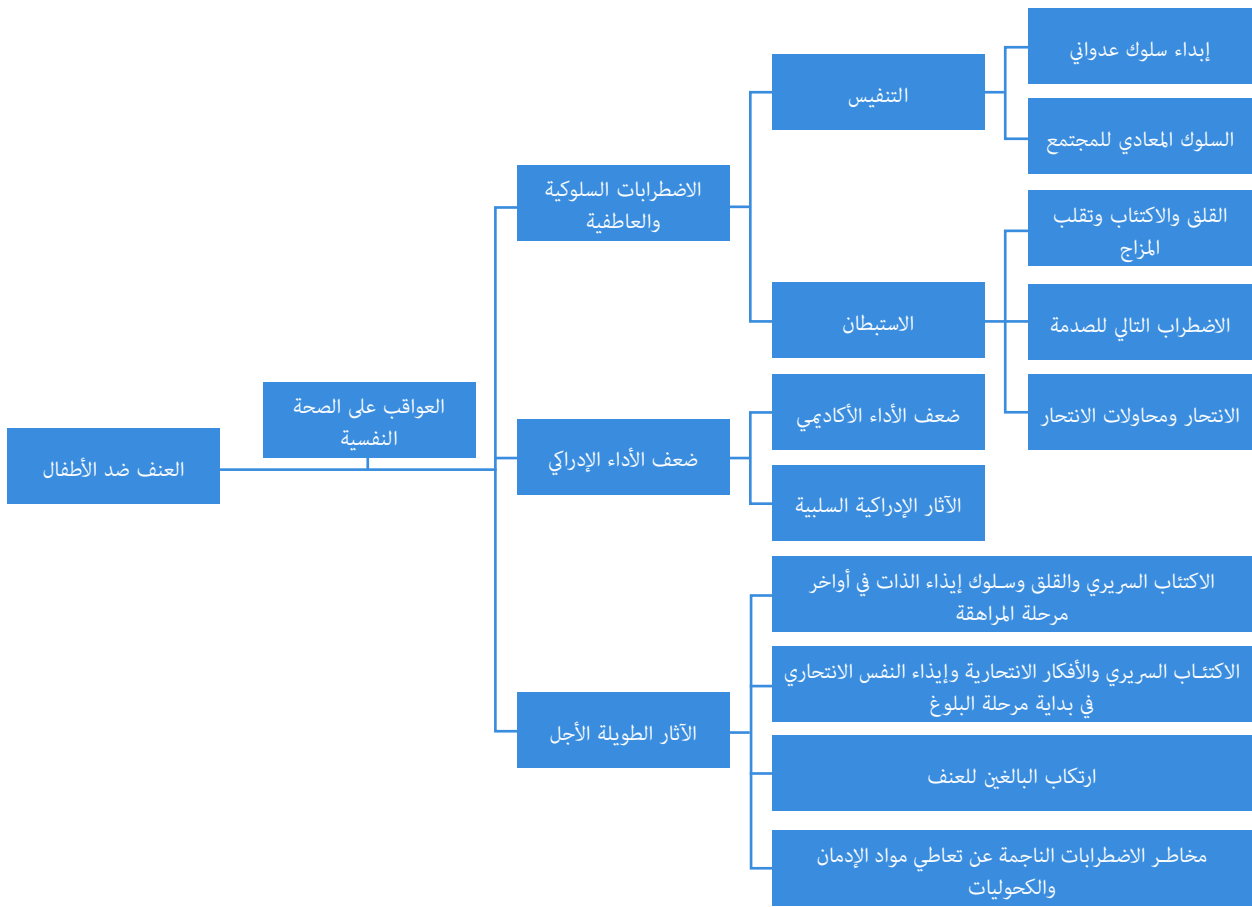 العنف ضد الأطفال
العواقب على الصحة
النفسية
الاضطرابات السلوكية
والعاطفية
التنفيس
إبداء سلوك عدواني
السلوك المعادي للمجتمع
الاستبطان
القلق والاكتئاب وتقلب
المزاج
الاضطراب التالي للصدمة
الانتحار ومحاولات الانتحار
ضعف الأداء الإدراكي
ضعف الأداء الأكاديمي
الآثار الإدراكية السلبية
الآثار الطويلة الأجل
الاكتئاب السريري والقلق وسلوك إيذاء الذات في أواخر
مرحلة المراهقة
الاكتئاب السريري والأفكار الانتحارية وإيذاء النفس الانتحاري
في بداية مرحلة البلوغ
ارتكاب البالغين للعنف
مخاطر الاضطرابات الناجمة عن تعاطي مواد الإدمان
والكحوليات